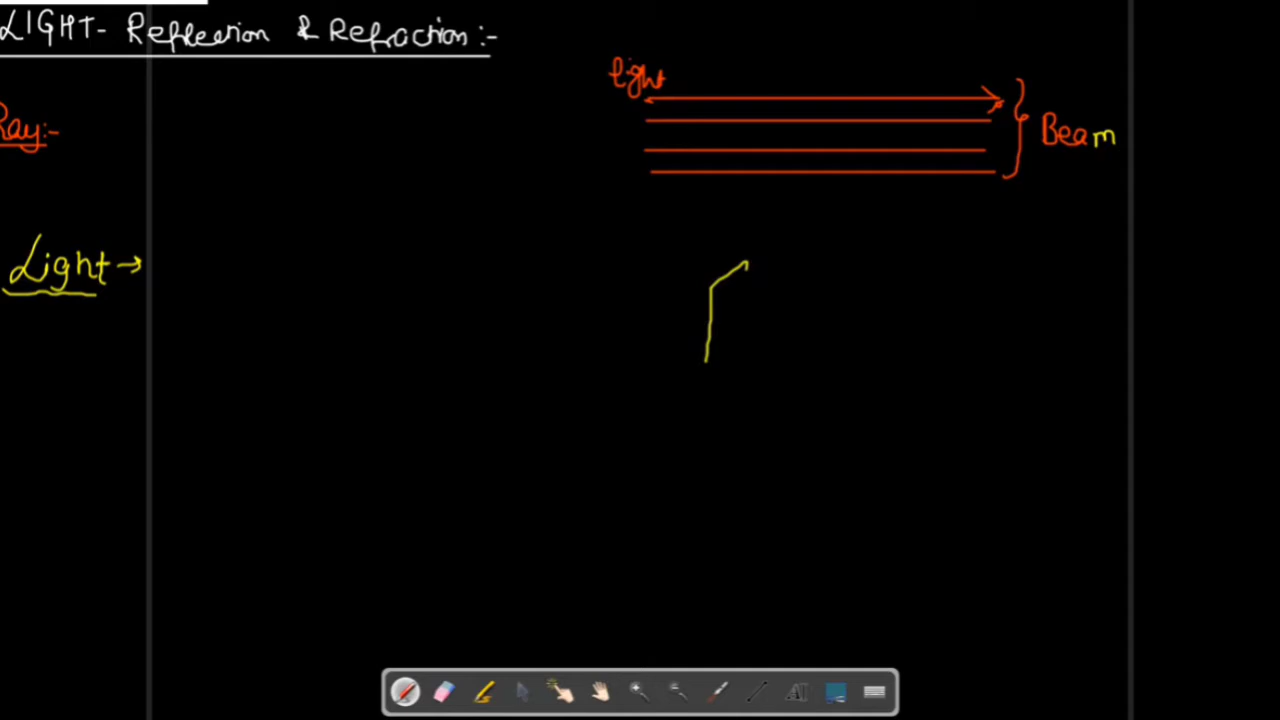 LIGHT- Reflection & Refraction:-
light
Ray:-
Beam
Light→